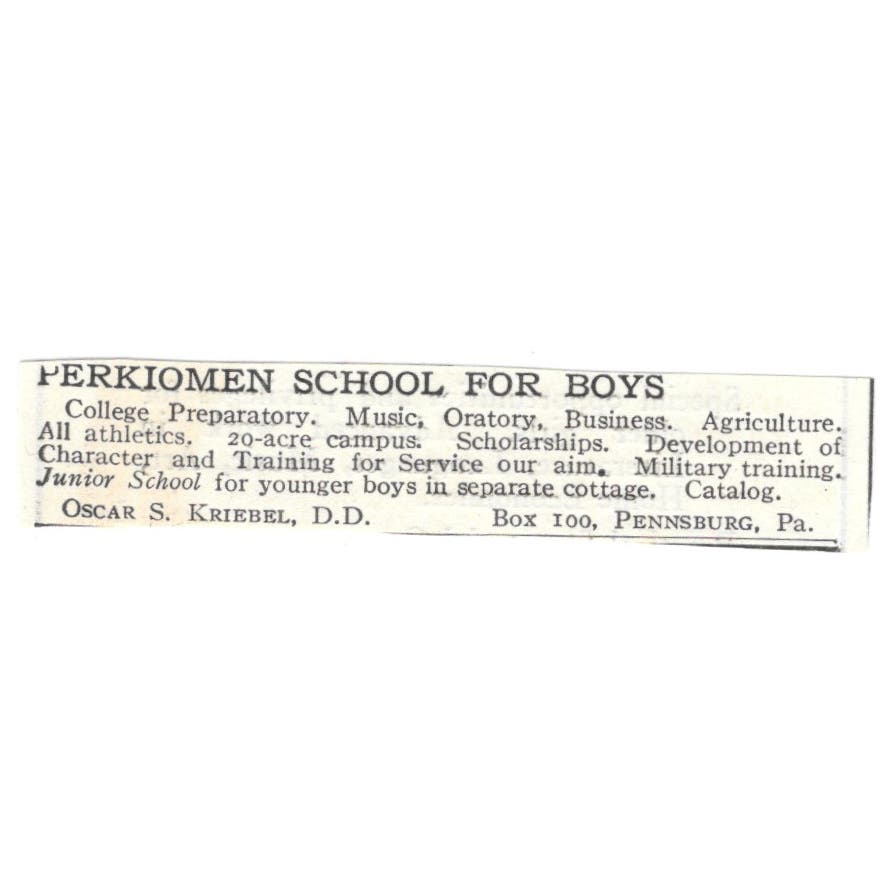 PERKIOMEN SCHOOL FOR BOYS
College Preparatory. Music, Oratory, Business. Agriculture.
All athletics. 20-acre campus. Scholarships. Development of
Character and Training for Service our aim. Military training.
Junior School for younger boys in separate cottage. Catalog.
Oscar S. Kriebel, D.D. Box 100, Pennsburg, Pa.